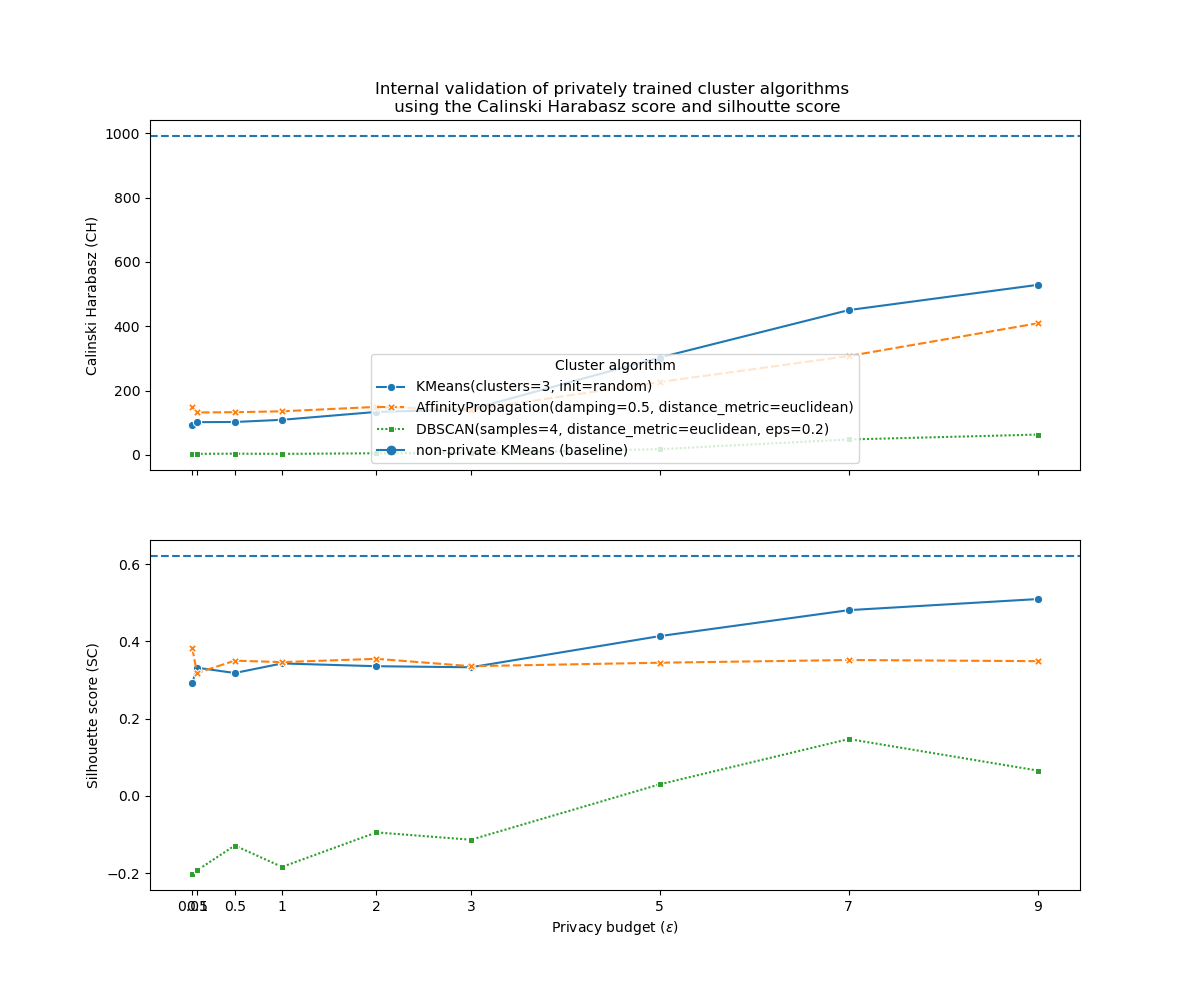 Internal validation of privately trained cluster algorithms
using the Calinski Harabasz score and silhoutte score
Calinski Harabasz (CH)
1000
800
600
400
200
0
Cluster algorithm
KMeans(clusters=3, init=random)
AffinityPropagation(damping=0.5, distance_metric=euclidean)
DBSCAN(samples=4, distance_metric=euclidean, eps=0.2)
non-private KMeans (baseline)
Silhouette score (SC)
0.6
0.4
0.2
0.0
−0.2
0.5
1
2
3
5
7
9
Privacy budget (ε)